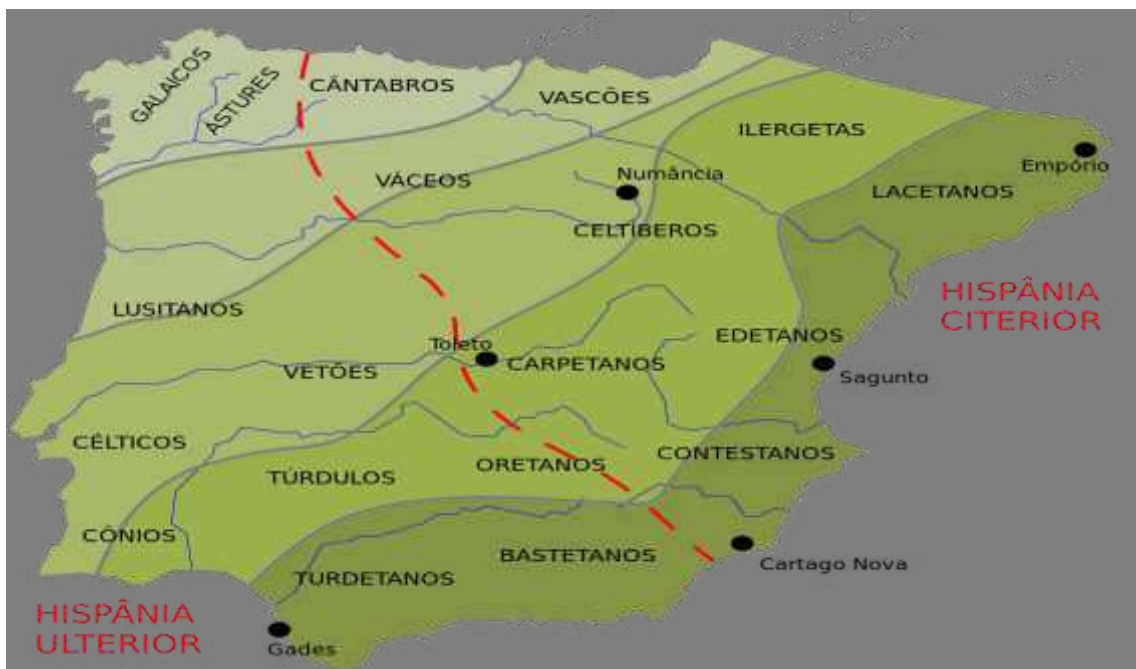 GALAICOS
ASTURES
CÂNTABROS
VASCÕES
ILERGETAS
Empório
LACETANOS
VÁCEOS
Numância
CELTIBEROS
HISPÂNIA
CITERIOR
LUSITANOS
EDETANOS
Toleto
CARPETANOS
VETÕES
Sagunto
CÉLTICOS
CONTESTANOS
ORETANOS
TÚRDULOS
CÔNIOS
BASTETANOS
Cartago Nova
TURDETANOS
HISPÂNIA
ULTERIOR
Gades